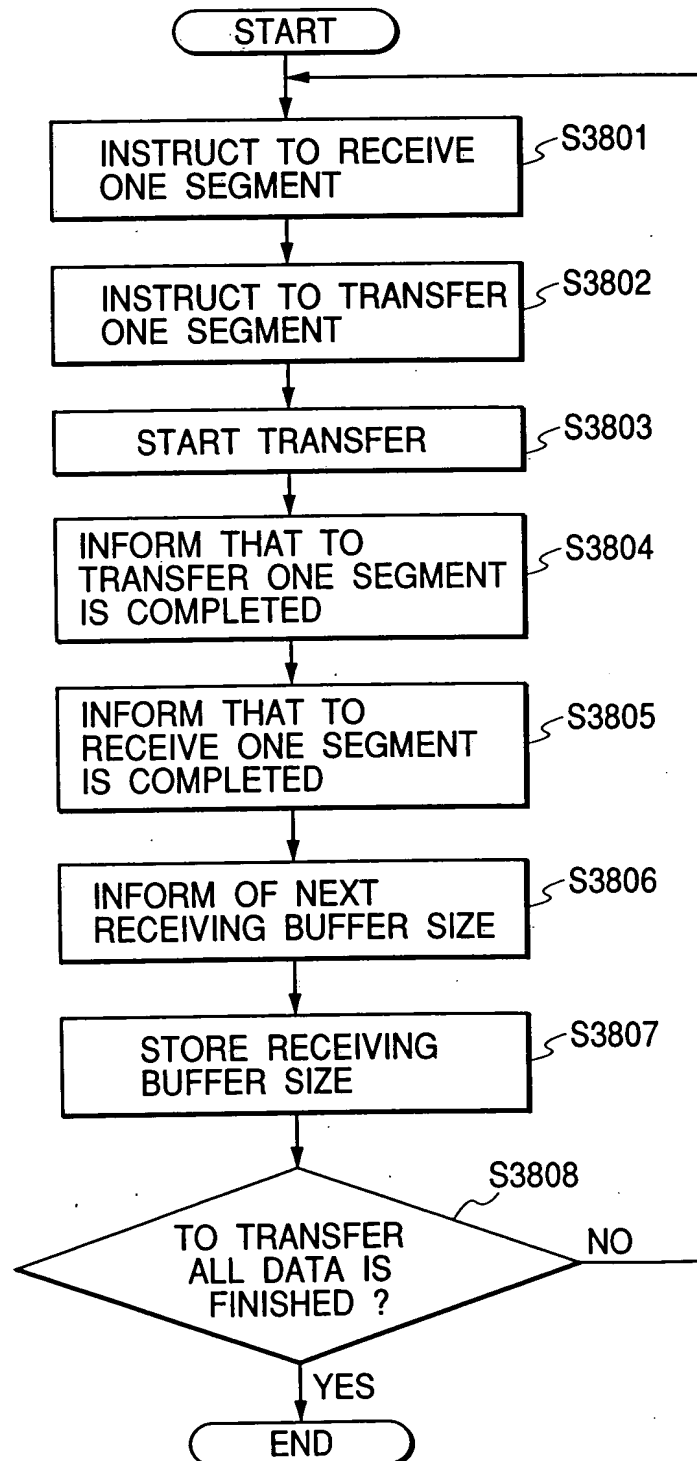 START
INSTRUCT TO RECEIVE
ONE SEGMENT
S3801
INSTRUCT TO TRANSFER
ONE SEGMENT
S3802
START TRANSFER
S3803
INFORM THAT TO
TRANSFER ONE SEGMENT
IS COMPLETED
S3804
INFORM THAT TO
RECEIVE ONE SEGMENT
IS COMPLETED
S3805
INFORM OF NEXT
RECEIVING BUFFER SIZE
S3806
STORE RECEIVING
BUFFER SIZE
S3807
S3808
TO TRANSFER
ALL DATA IS
FINISHED ?
NO
YES
END